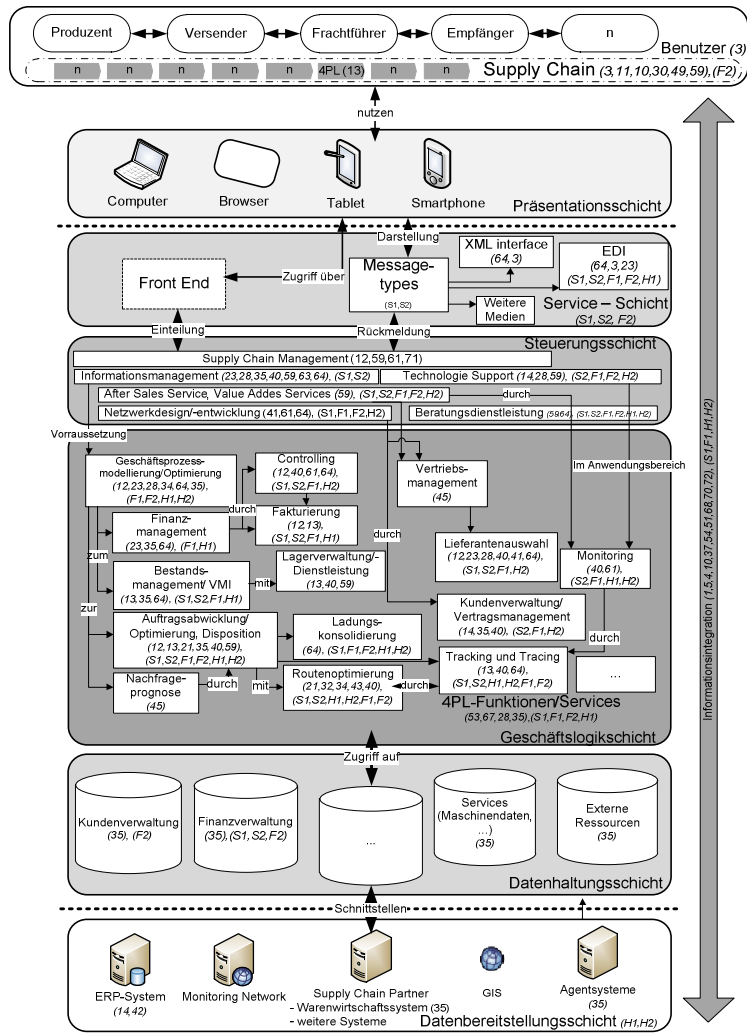 Produzent
Versender
Frachtführer
Empfänger
n
Benutzer (3)
n
n
n
n
n
4PL (13)
n
n
Supply Chain (3,11,10,30,49,59),(F2)
nutzen
Computer
Browser
Tablet
Smartphone
Präsentationsschicht
Darstellung
Front End
Zugriff über
Message-
types
(S1,S2)
XML interface
(64,3)
EDI
(64,3,23)
(S1,S2,F1,F2,H1)
Weitere
Medien
Service – Schicht
(S1,S2, F2)
Einteilung
Rückmeldung
Steuerungsschicht
Supply Chain Management (12,59,61,71)
Informationsmanagement (23,28,35,40,59,63,64), (S1,S2)
Technologie Support (14,28,59), (S2,F1,F2,H2)
After Sales Service, Value Addes Services (59), (S1,S2,F1,F2,H2)
durch
Netzwerkdesign/-entwicklung (41,61,64), (S1,F1,F2,H2)
Beratungsdienstleistung (59,64), (S1,S2,F1,F2,H1,H2)
Vorraussetzung
Geschäftsprozess-
modellierung/Optimierung
(12,23,28,34,64,35),
(F1,F2,H1,H2)
Controlling
(12,40,61,64),
(S1,S2,F1,H2)
Vertriebs-
management
(45)
Im Anwendungsbereich
durch
Finanz-
management
(23,35,64), (F1,H1)
Fakturierung
(12,13),
(S1,S2,F1,H1)
durch
Lieferantenauswahl
(12,23,28,40,41,64),
(S1,S2,F1,H2)
Monitoring
(40,61),
(S2,F1,H1,H2)
zum
Bestands-
management/ VMI
(13,35,64), (S1,S2,F1,H1)
mit
Lagerverwaltung/-
Dienstleistung
(13,40,59)
zur
Auftragsabwicklung/
Optimierung, Disposition
(12,13,21,35,40,59),
(S1,S2,F1,F2,H1,H2)
Ladungs-
konsolidierung
(64), (S1,F1,F2,H1,H2)
Kundenverwaltung/
Vertragsmanagement
(14,35,40), (S2,F1,H2)
durch
Nachfrage-
prognose
(45)
durch
mit
Routenoptimierung
(21,32,34,43,40)
(S1,S2,H1,H2,F1,F2)
durch
Tracking und Tracing
(13,40,64),
(S1,S2,H1,H2,F1,F2)
...
4PL-Funktionen/Services
(53,67,28,35),(S1,F1,F2,H1)
Geschäftslogikschicht
Zugriff auf
Kundenverwaltung
(35), (F2)
Finanzverwaltung
(35),(S1,S2,F2)
...
Services
(Maschinendaten,
...)
(35)
Externe
Ressourcen
(35)
Datenhaltungsschicht
Schnittstellen
ERP-System
(14,42)
Monitoring Network
Supply Chain Partner
- Warenwirtschaftssystem (35)
- weitere Systeme
GIS
Agentsysteme
(35)
Datenbereitstellungsschicht (H1,H2)
Informationsintegration (1,5,4,10,37,54,51,68,70,72), (S1,F1,H1,H2)